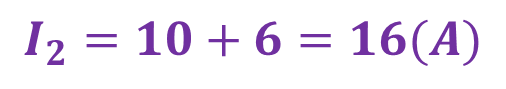 I₂ = 10 + 6 = 16(A)